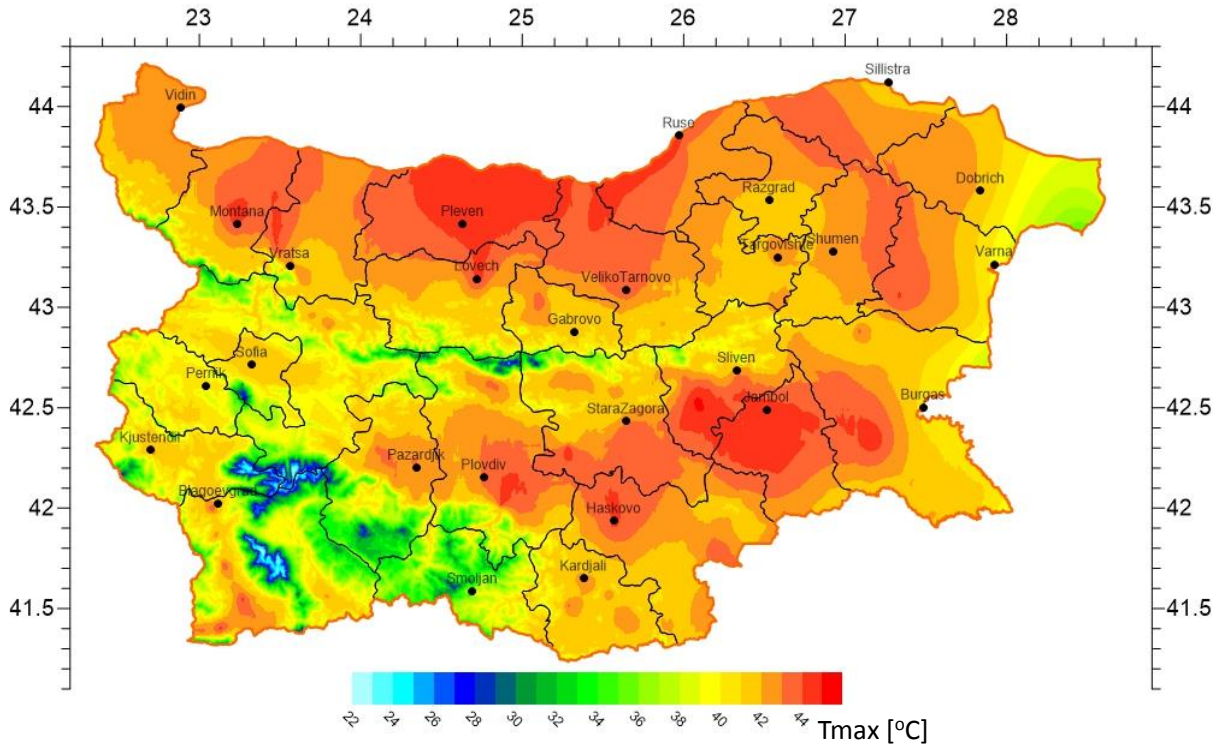 23 24 25 26 27 28
Sillistra
44 Vidin 44
Ruse
Dobrich
Razgrad
43.5 Montana Pleven 43.5
Targovishte Shumen
Varna
Vratsa Lovech
VelikoTarnovo
43 43
Gabrovo
Sofia Sliven
Pernik
42.5 StaraZagora Jambol Burgas 42.5
Kjustendil
Pazardjik Plovdiv
Blagoevgrad
42 42
Haskovo
Kardjali
Smoljan
41.5 41.5
22 24 26 28 30 32 34 36 38 40 42 44
Tmax [oC]